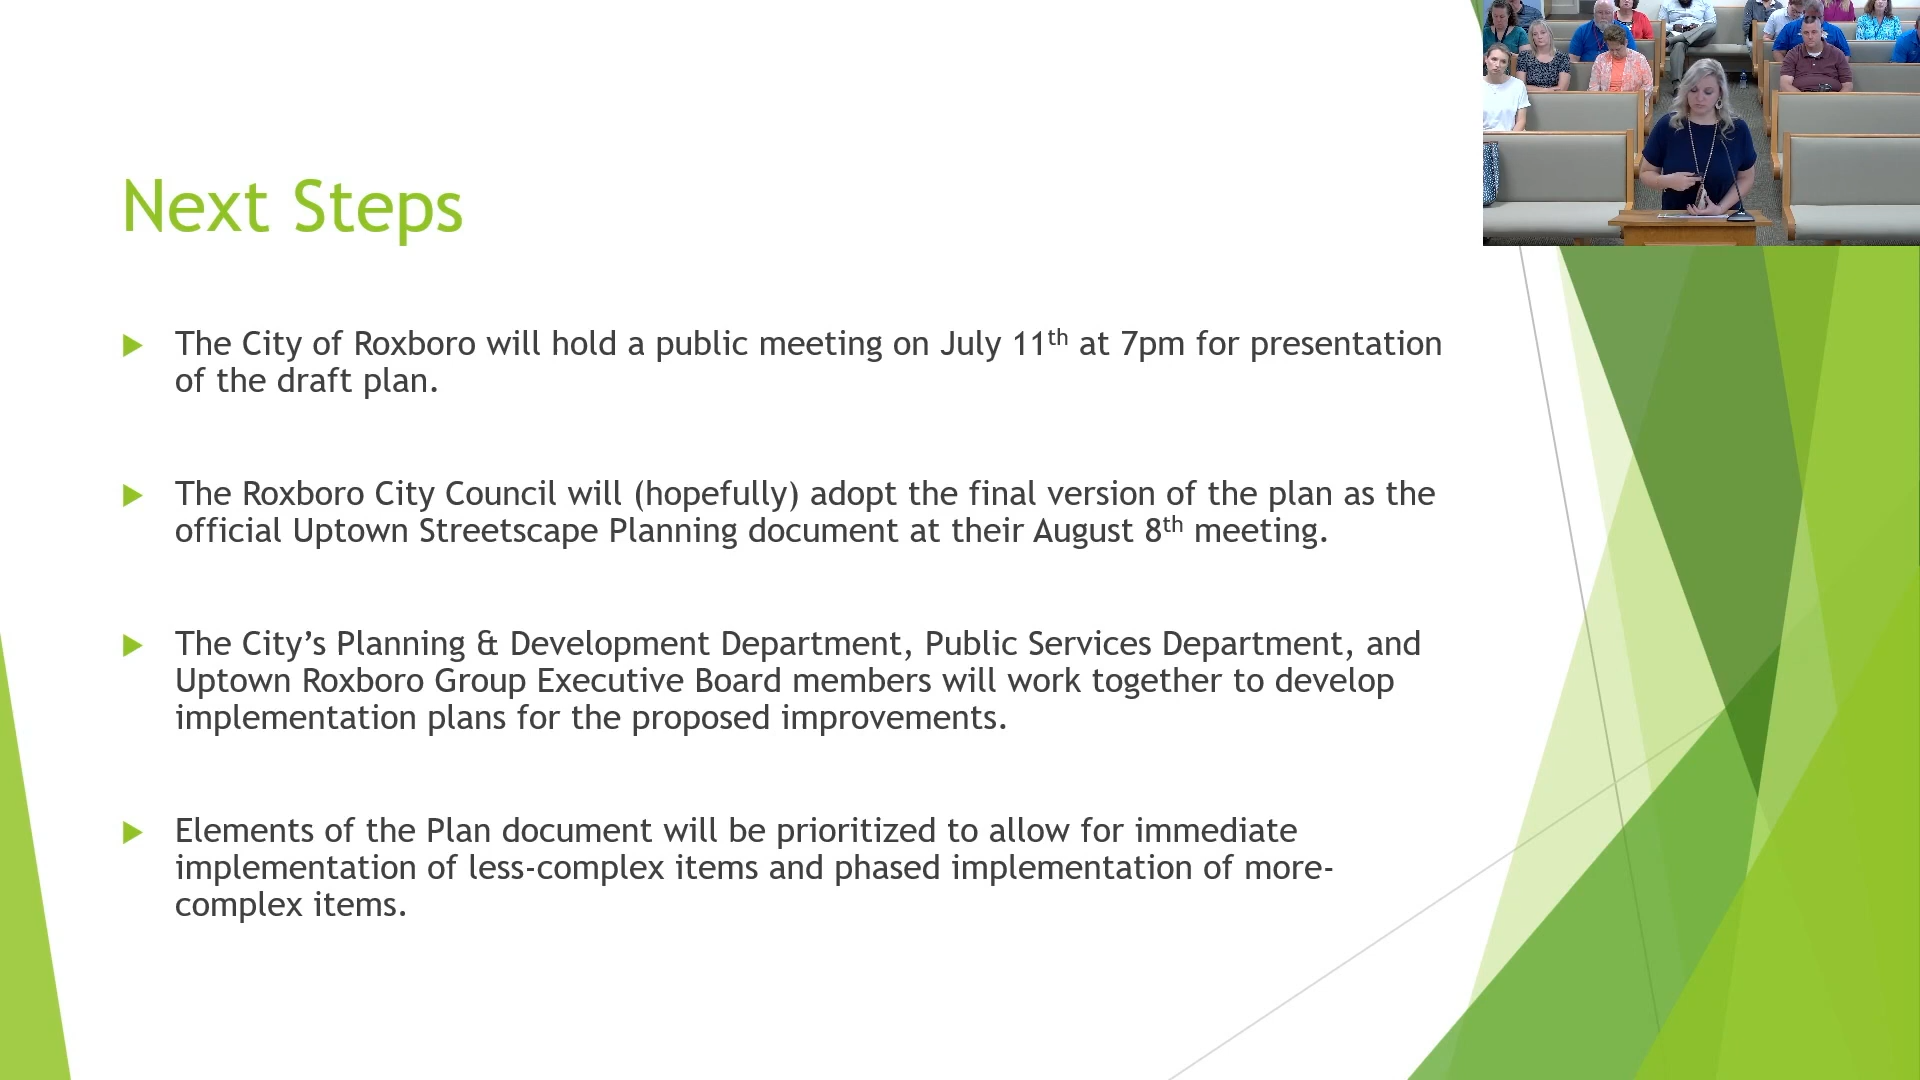 Next Steps
The City of Roxboro will hold a public meeting on July 11th at 7pm for presentation
of the draft plan.
The Roxboro City Council will (hopefully) adopt the final version of the plan as the
official Uptown Streetscape Planning document at their August 8th meeting.
The City’s Planning & Development Department, Public Services Department, and
Uptown Roxboro Group Executive Board members will work together to develop
implementation plans for the proposed improvements.
Elements of the Plan document will be prioritized to allow for immediate
implementation of less-complex items and phased implementation of more-
complex items.